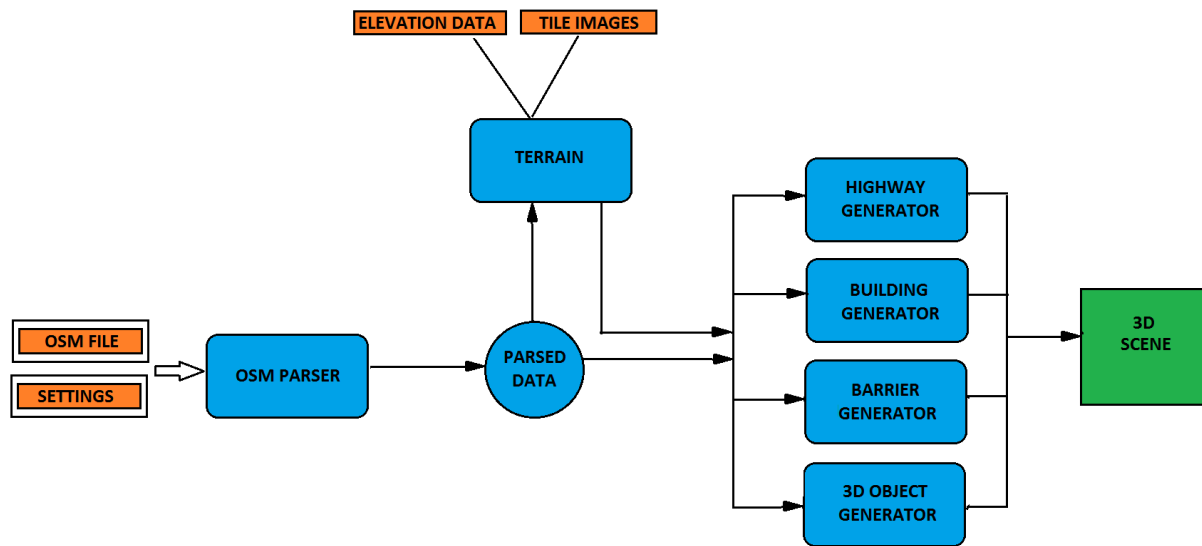 ELEVATION DATA
TILE IMAGES
TERRAIN
HIGHWAY
GENERATOR
BUILDING
GENERATOR
3D
SCENE
OSM FILE
SETTINGS
OSM PARSER
PARSED
DATA
BARRIER
GENERATOR
3D OBJECT
GENERATOR